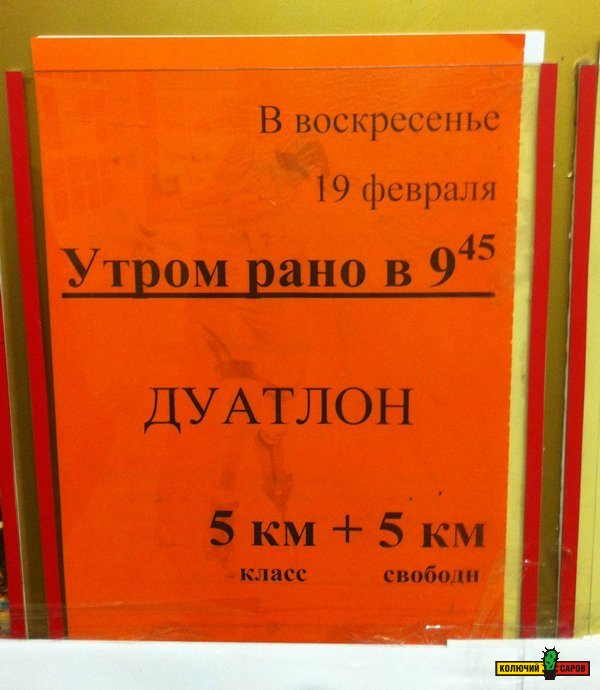 В воскресенье
19 февраля
Утром рано в 9⁴⁵
ДУАТЛОН
5 км + 5 км
класс свободн
КОЛЮЧИЙ САРОВ